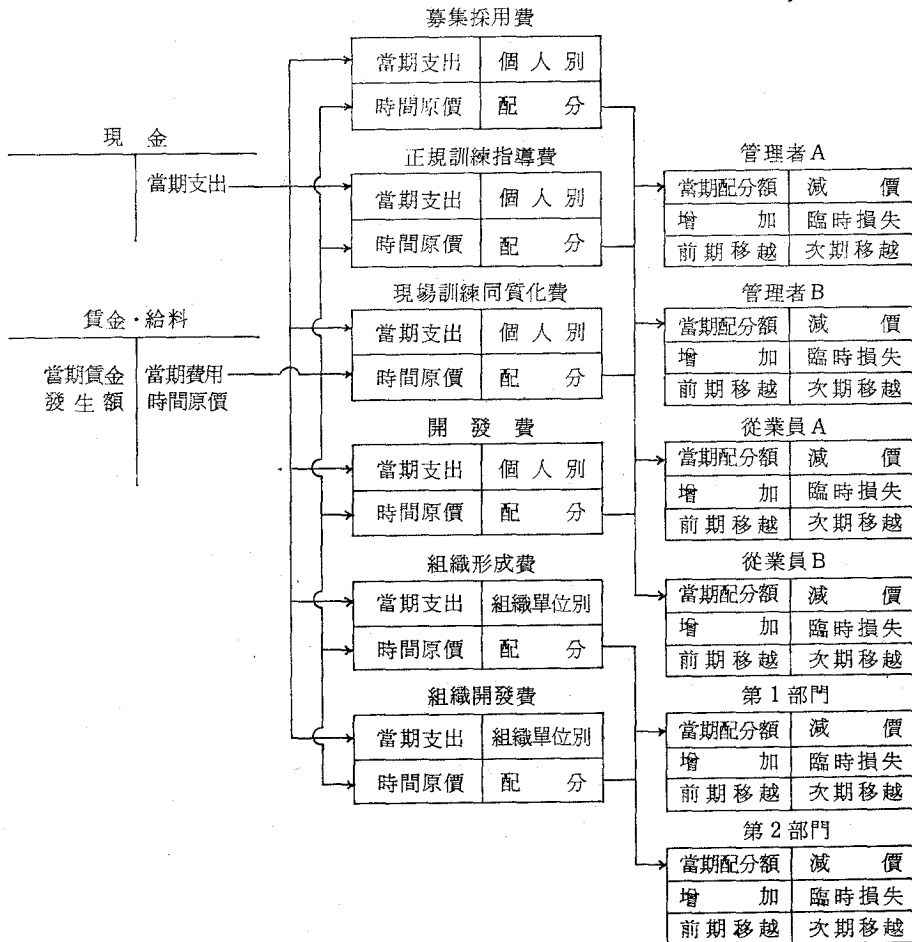 現金
當期支出
賃金・給料
當期賃金 當期費用
發生額 時間原價
募集採用費
當期支出 個人別
時間原價 配分
正規訓練指導費
當期支出 個人別
時間原價 配分
現場訓練同質化費
當期支出 個人別
時間原價 配分
開發費
當期支出 個人別
時間原價 配分
組織形成費
當期支出 組織單位別
時間原價 配分
組織開發費
當期支出 組織單位別
時間原價 配分
管理者A
當期配分額 減價
增加 臨時損失
前期移越 次期移越
管理者B
當期配分額 減價
增加 臨時損失
前期移越 次期移越
從業員A
當期配分額 減價
增加 臨時損失
前期移越 次期移越
從業員B
當期配分額 減價
增加 臨時損失
前期移越 次期移越
第1部門
當期配分額 減價
增加 臨時損失
前期移越 次期移越
第2部門
當期配分額 減價
增加 臨時損失
前期移越 次期移越